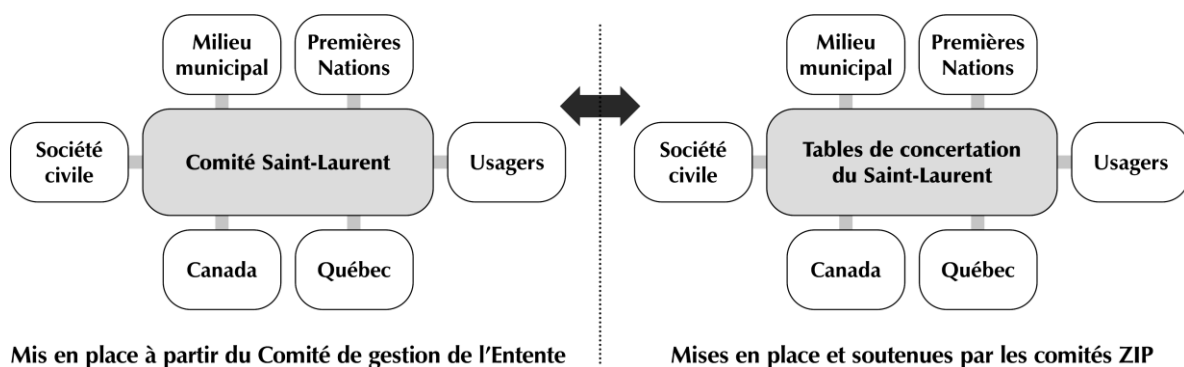 Milieu
municipal
Premières
Nations
Société
civile
Comité Saint-Laurent
Usagers
Canada
Québec
Mis en place à partir du Comité de gestion de l'Entente
Milieu
municipal
Premières
Nations
Société
civile
Tables de concertation
du Saint-Laurent
Usagers
Canada
Québec
Mises en place et soutenues par les comités ZIP